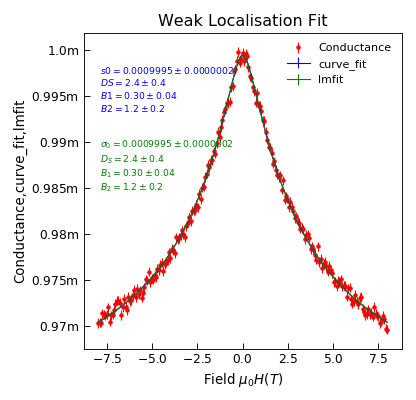 Weak Localisation Fit
Conductance,curve_fit,lmfit
1.0m
0.995m
0.99m
0.985m
0.98m
0.975m
0.97m
s0 = 0.0009995 ± 0.0000002
DS = 2.4 ± 0.4
B1 = 0.30 ± 0.04
B2 = 1.2 ± 0.2
σ₀ = 0.0009995 ± 0.0000002
D_S = 2.4 ± 0.4
B₁ = 0.30 ± 0.04
B₂ = 1.2 ± 0.2
Conductance
curve_fit
lmfit
−7.5 −5.0 −2.5 0.0 2.5 5.0 7.5
Field μ₀H(T)